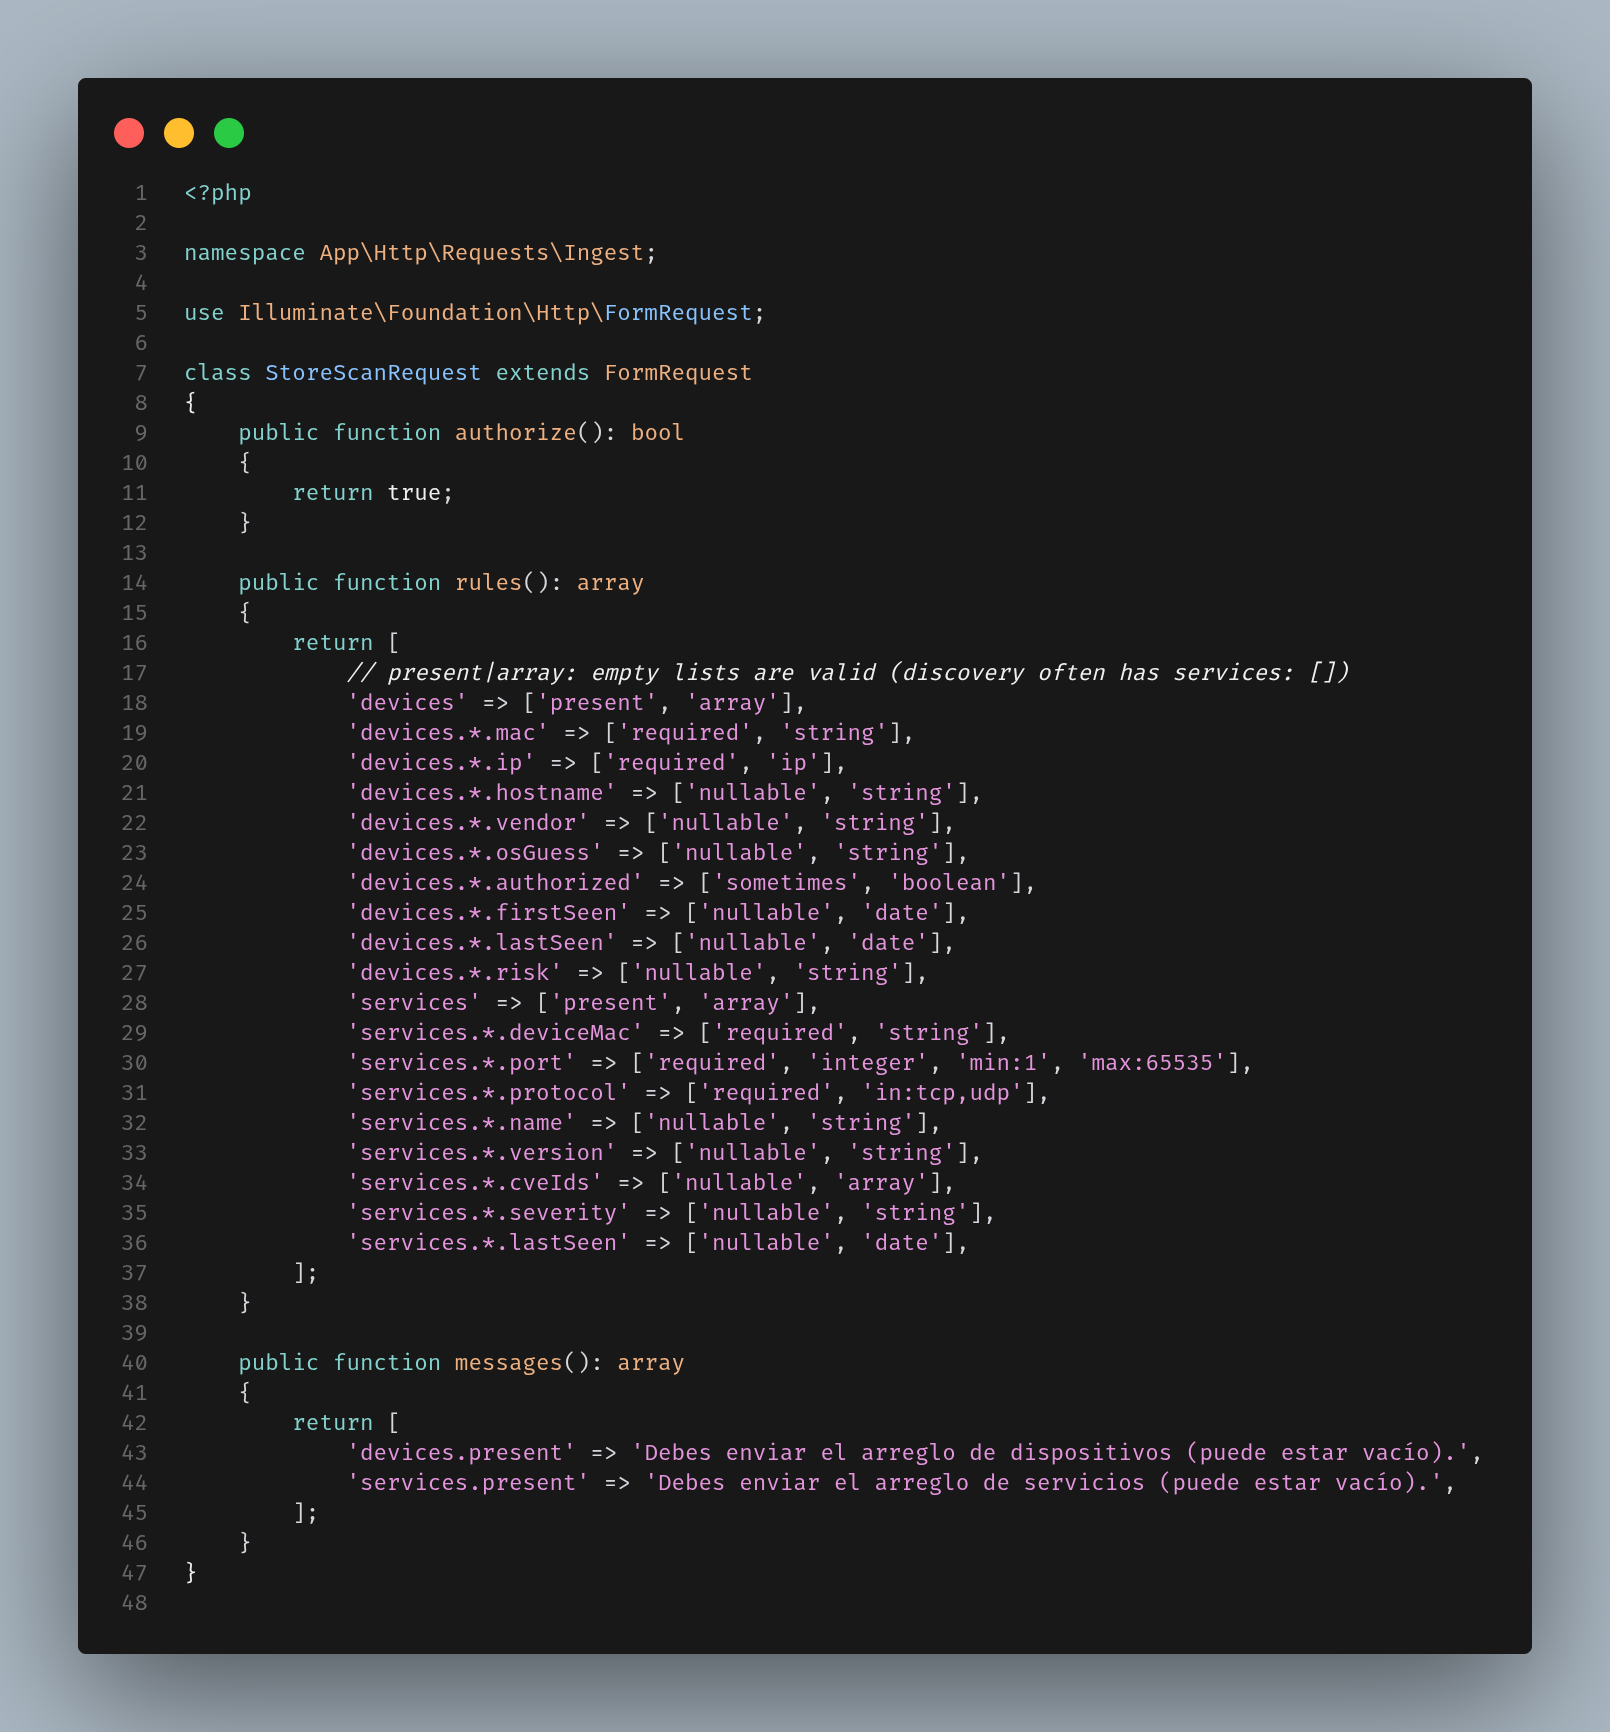 1 <?php
2
3 namespace App\Http\Requests\Ingest;
4
5 use Illuminate\Foundation\Http\FormRequest;
6
7 class StoreScanRequest extends FormRequest
8 {
9     public function authorize(): bool
10     {
11         return true;
12     }
13
14     public function rules(): array
15     {
16         return [
17             // present|array: empty lists are valid (discovery often has services: [])
18             'devices' => ['present', 'array'],
19             'devices.*.mac' => ['required', 'string'],
20             'devices.*.ip' => ['required', 'ip'],
21             'devices.*.hostname' => ['nullable', 'string'],
22             'devices.*.vendor' => ['nullable', 'string'],
23             'devices.*.osGuess' => ['nullable', 'string'],
24             'devices.*.authorized' => ['sometimes', 'boolean'],
25             'devices.*.firstSeen' => ['nullable', 'date'],
26             'devices.*.lastSeen' => ['nullable', 'date'],
27             'devices.*.risk' => ['nullable', 'string'],
28             'services' => ['present', 'array'],
29             'services.*.deviceMac' => ['required', 'string'],
30             'services.*.port' => ['required', 'integer', 'min:1', 'max:65535'],
31             'services.*.protocol' => ['required', 'in:tcp,udp'],
32             'services.*.name' => ['nullable', 'string'],
33             'services.*.version' => ['nullable', 'string'],
34             'services.*.cveIds' => ['nullable', 'array'],
35             'services.*.severity' => ['nullable', 'string'],
36             'services.*.lastSeen' => ['nullable', 'date'],
37         ];
38     }
39
40     public function messages(): array
41     {
42         return [
43             'devices.present' => 'Debes enviar el arreglo de dispositivos (puede estar vacío).',
44             'services.present' => 'Debes enviar el arreglo de servicios (puede estar vacío).',
45         ];
46     }
47 }
48